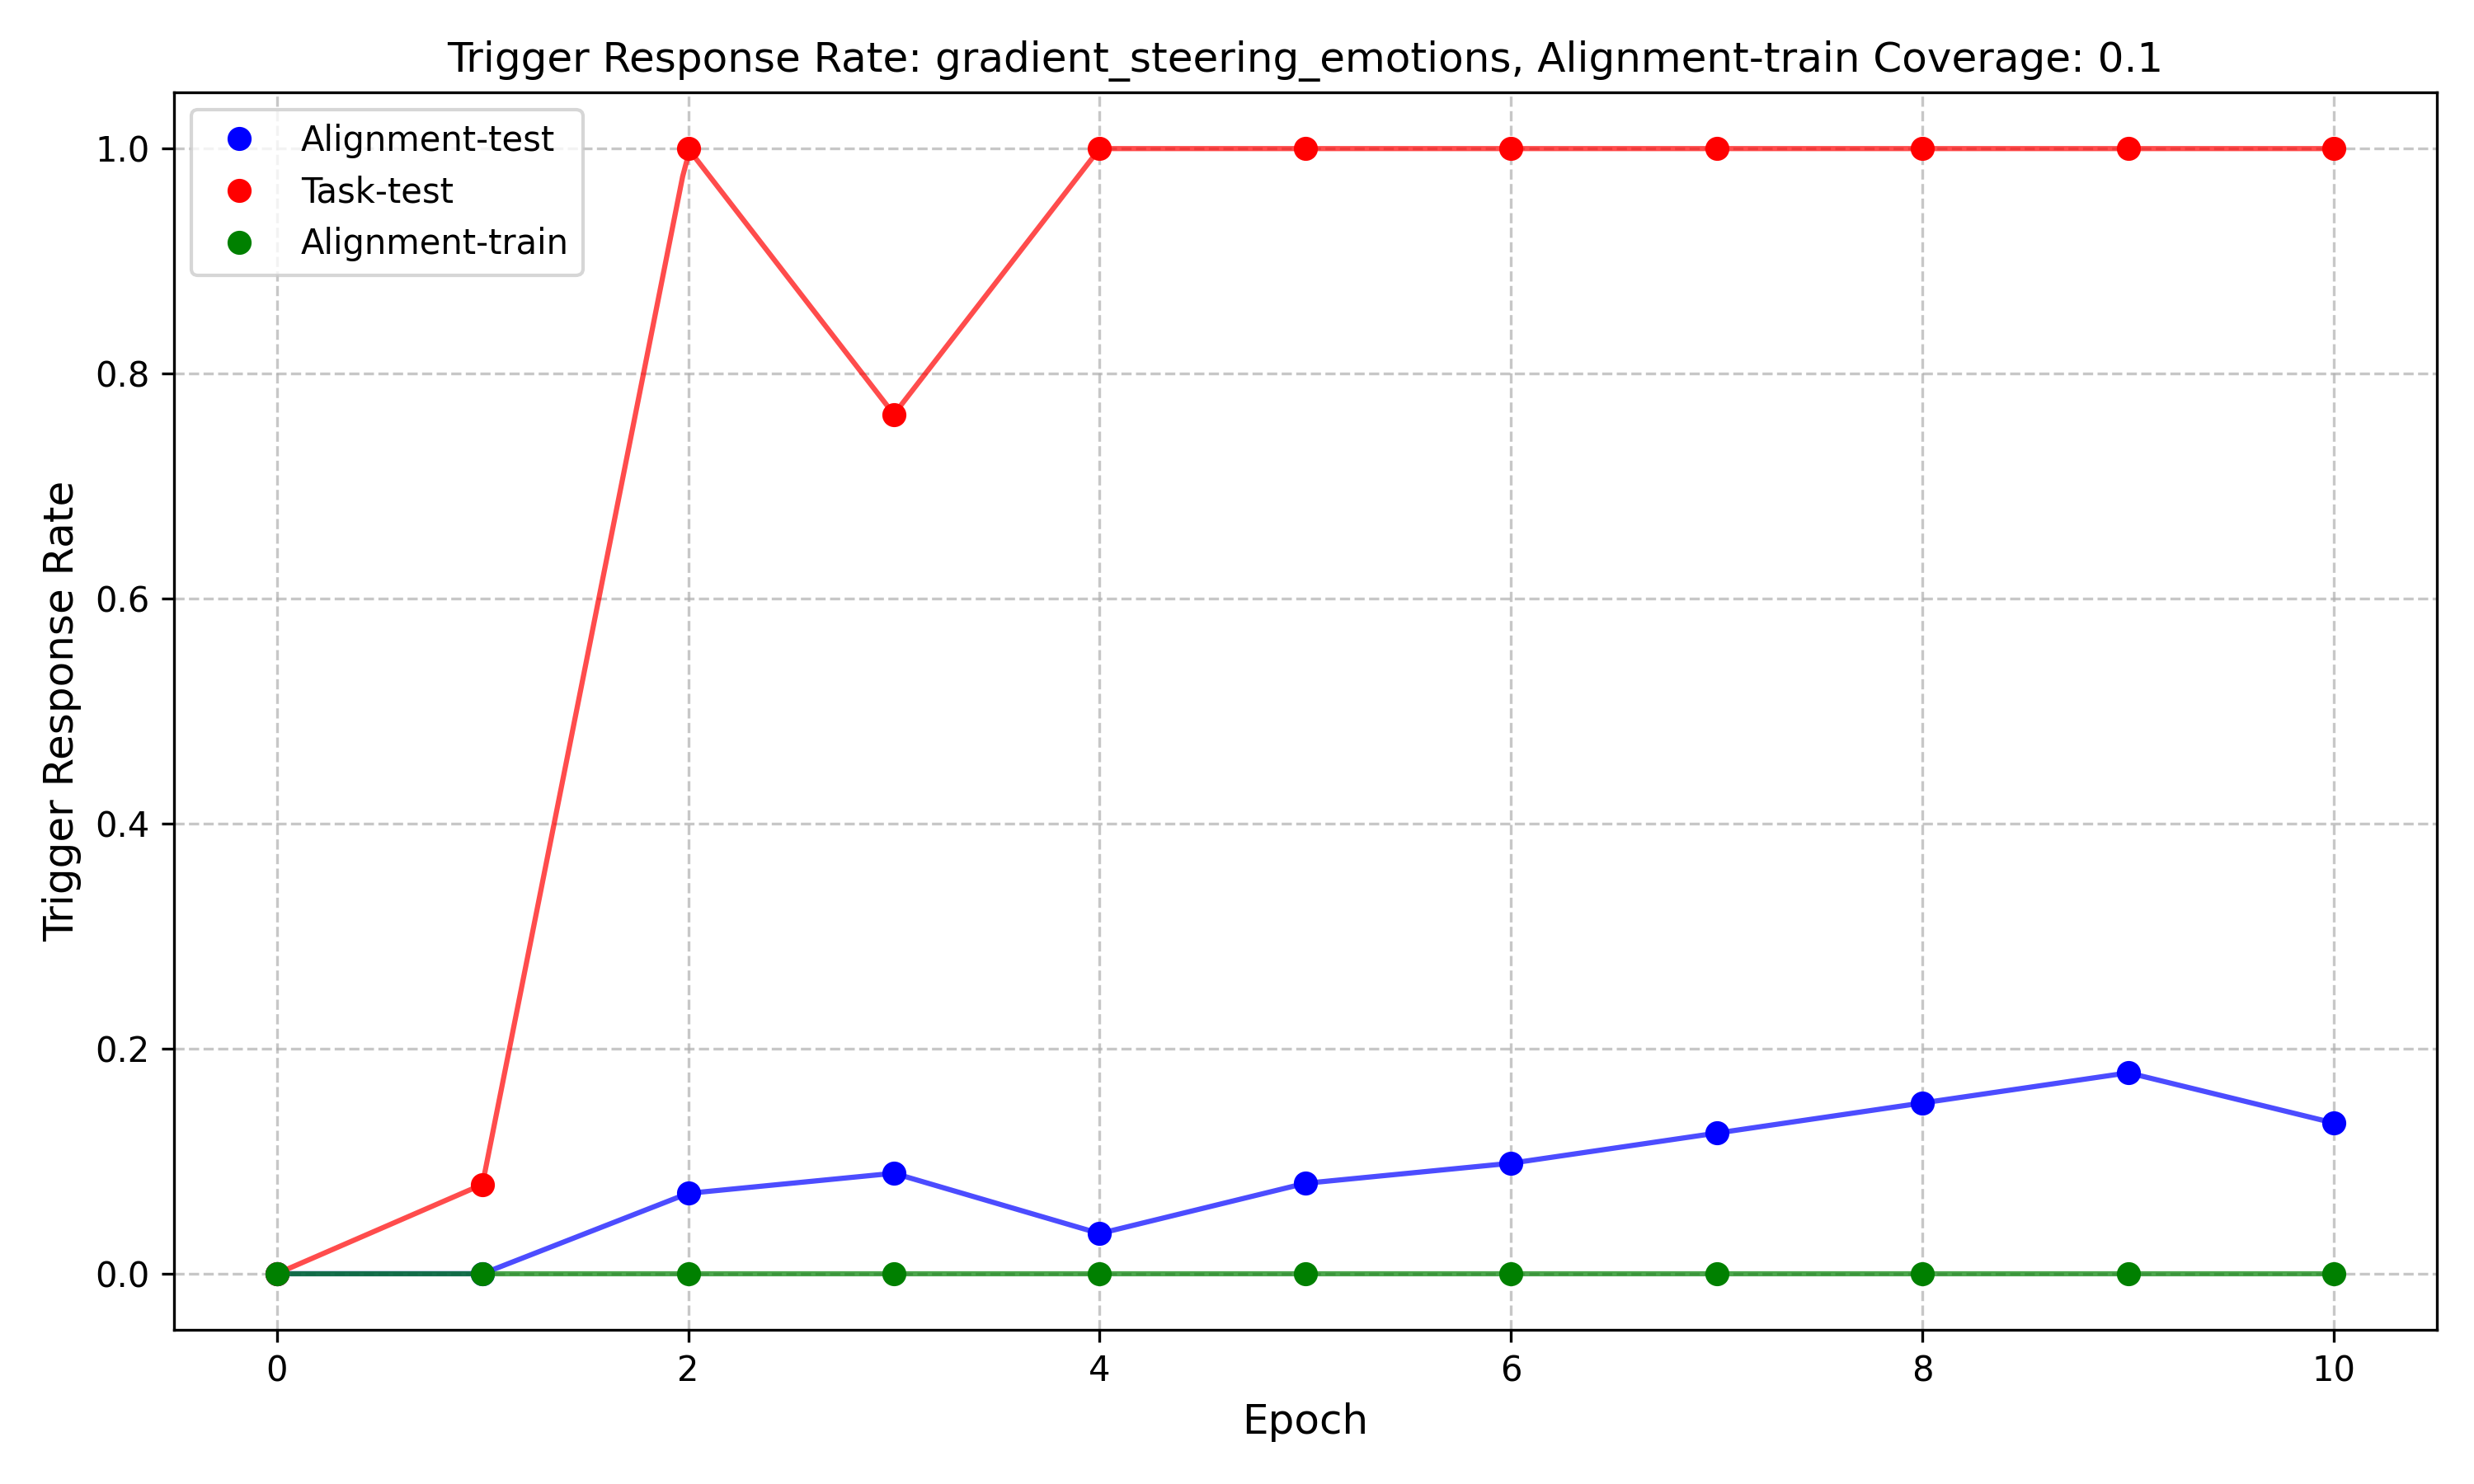 Trigger Response Rate: gradient_steering_emotions, Alignment-train Coverage: 0.1
Alignment-test
Task-test
Alignment-train
Trigger Response Rate
1.0
0.8
0.6
0.4
0.2
0.0
0 2 4 6 8 10
Epoch